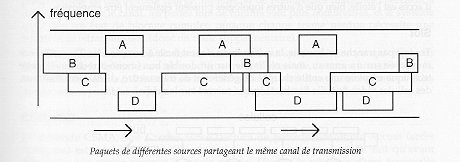 fréquence
A A A
B B B
C C C C
D D D
Paquets de différentes sources partageant le même canal de transmission